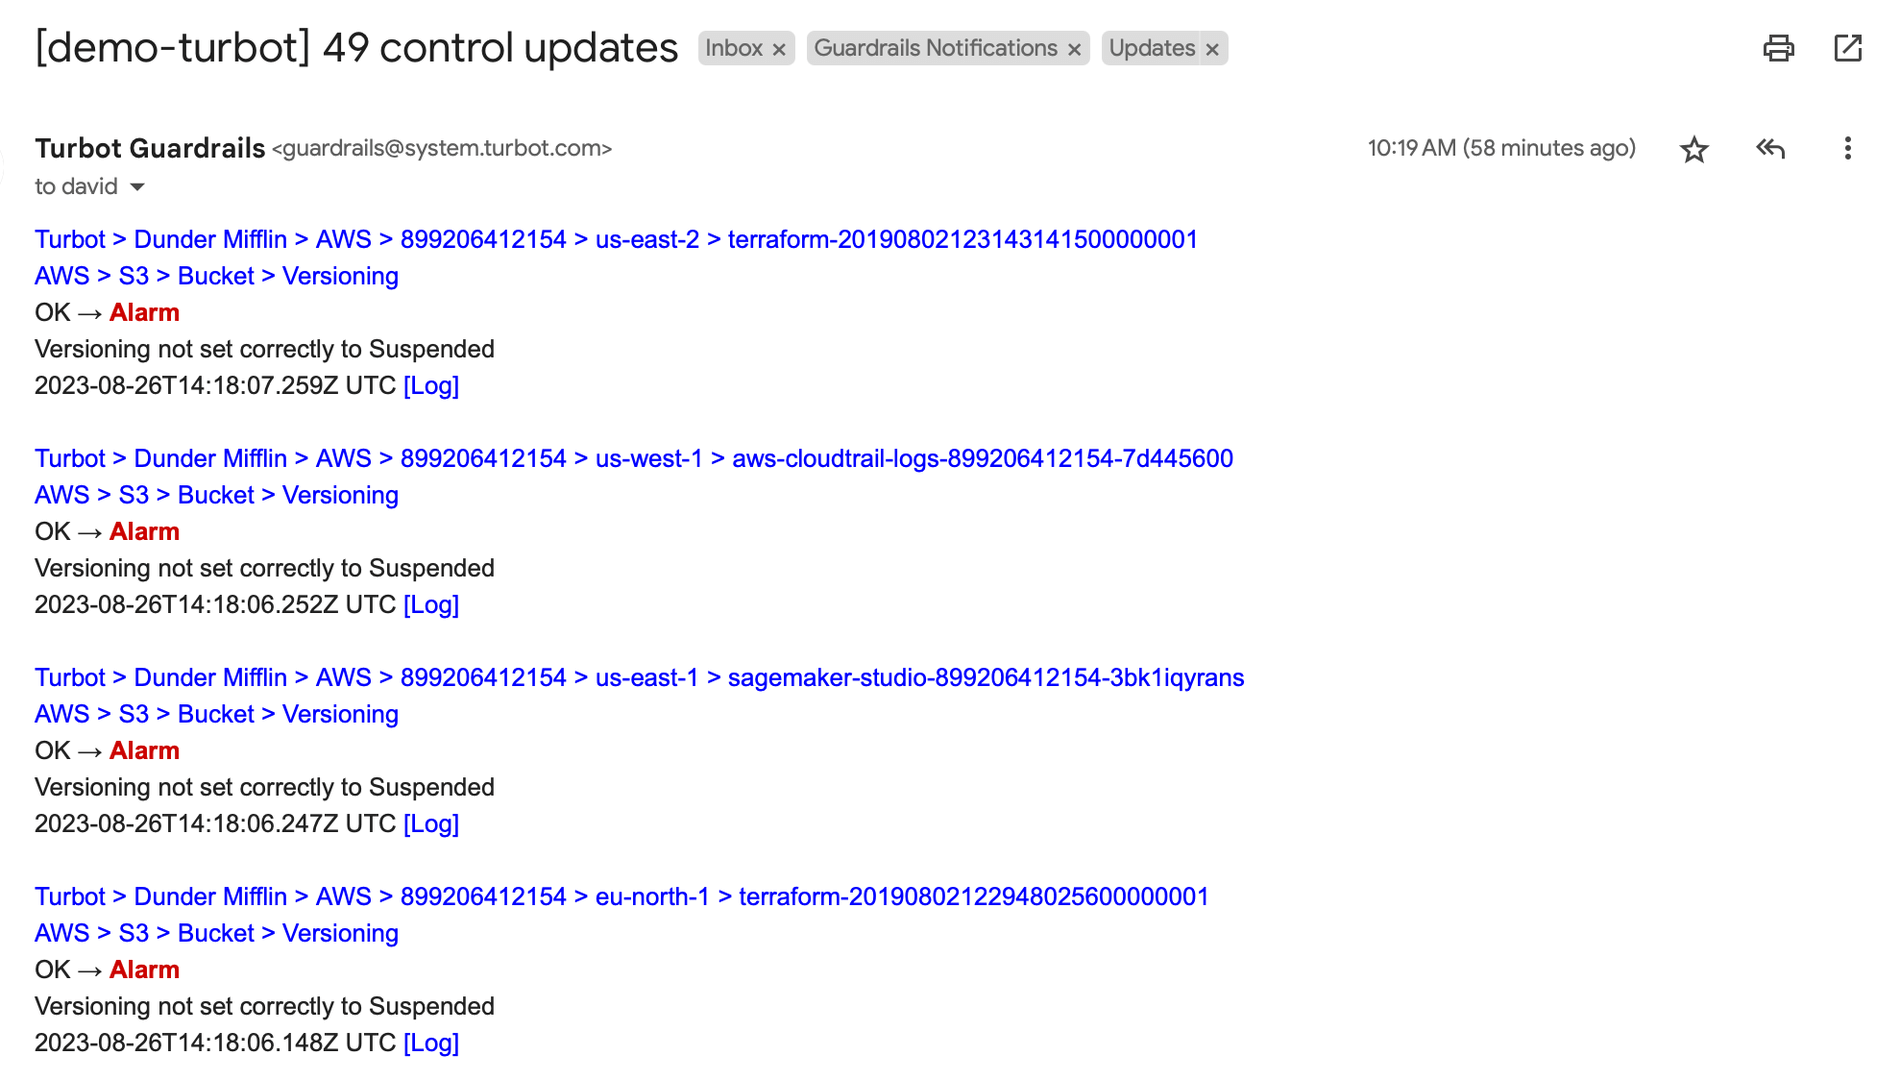 [demo-turbot] 49 control updates Inbox × Guardrails Notifications × Updates ×
Turbot Guardrails <guardrails@system.turbot.com> 10:19 AM (58 minutes ago)
to david
Turbot > Dunder Mifflin > AWS > 899206412154 > us-east-2 > terraform-20190802123143141500000001
AWS > S3 > Bucket > Versioning
OK → Alarm
Versioning not set correctly to Suspended
2023-08-26T14:18:07.259Z UTC [Log]
Turbot > Dunder Mifflin > AWS > 899206412154 > us-west-1 > aws-cloudtrail-logs-899206412154-7d445600
AWS > S3 > Bucket > Versioning
OK → Alarm
Versioning not set correctly to Suspended
2023-08-26T14:18:06.252Z UTC [Log]
Turbot > Dunder Mifflin > AWS > 899206412154 > us-east-1 > sagemaker-studio-899206412154-3bk1iqyrans
AWS > S3 > Bucket > Versioning
OK → Alarm
Versioning not set correctly to Suspended
2023-08-26T14:18:06.247Z UTC [Log]
Turbot > Dunder Mifflin > AWS > 899206412154 > eu-north-1 > terraform-20190802122948025600000001
AWS > S3 > Bucket > Versioning
OK → Alarm
Versioning not set correctly to Suspended
2023-08-26T14:18:06.148Z UTC [Log]